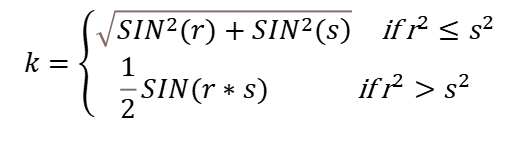 k = { √SIN²(r) + SIN²(s) if r² ≤ s²
1/2 SIN(r * s) if r² > s²